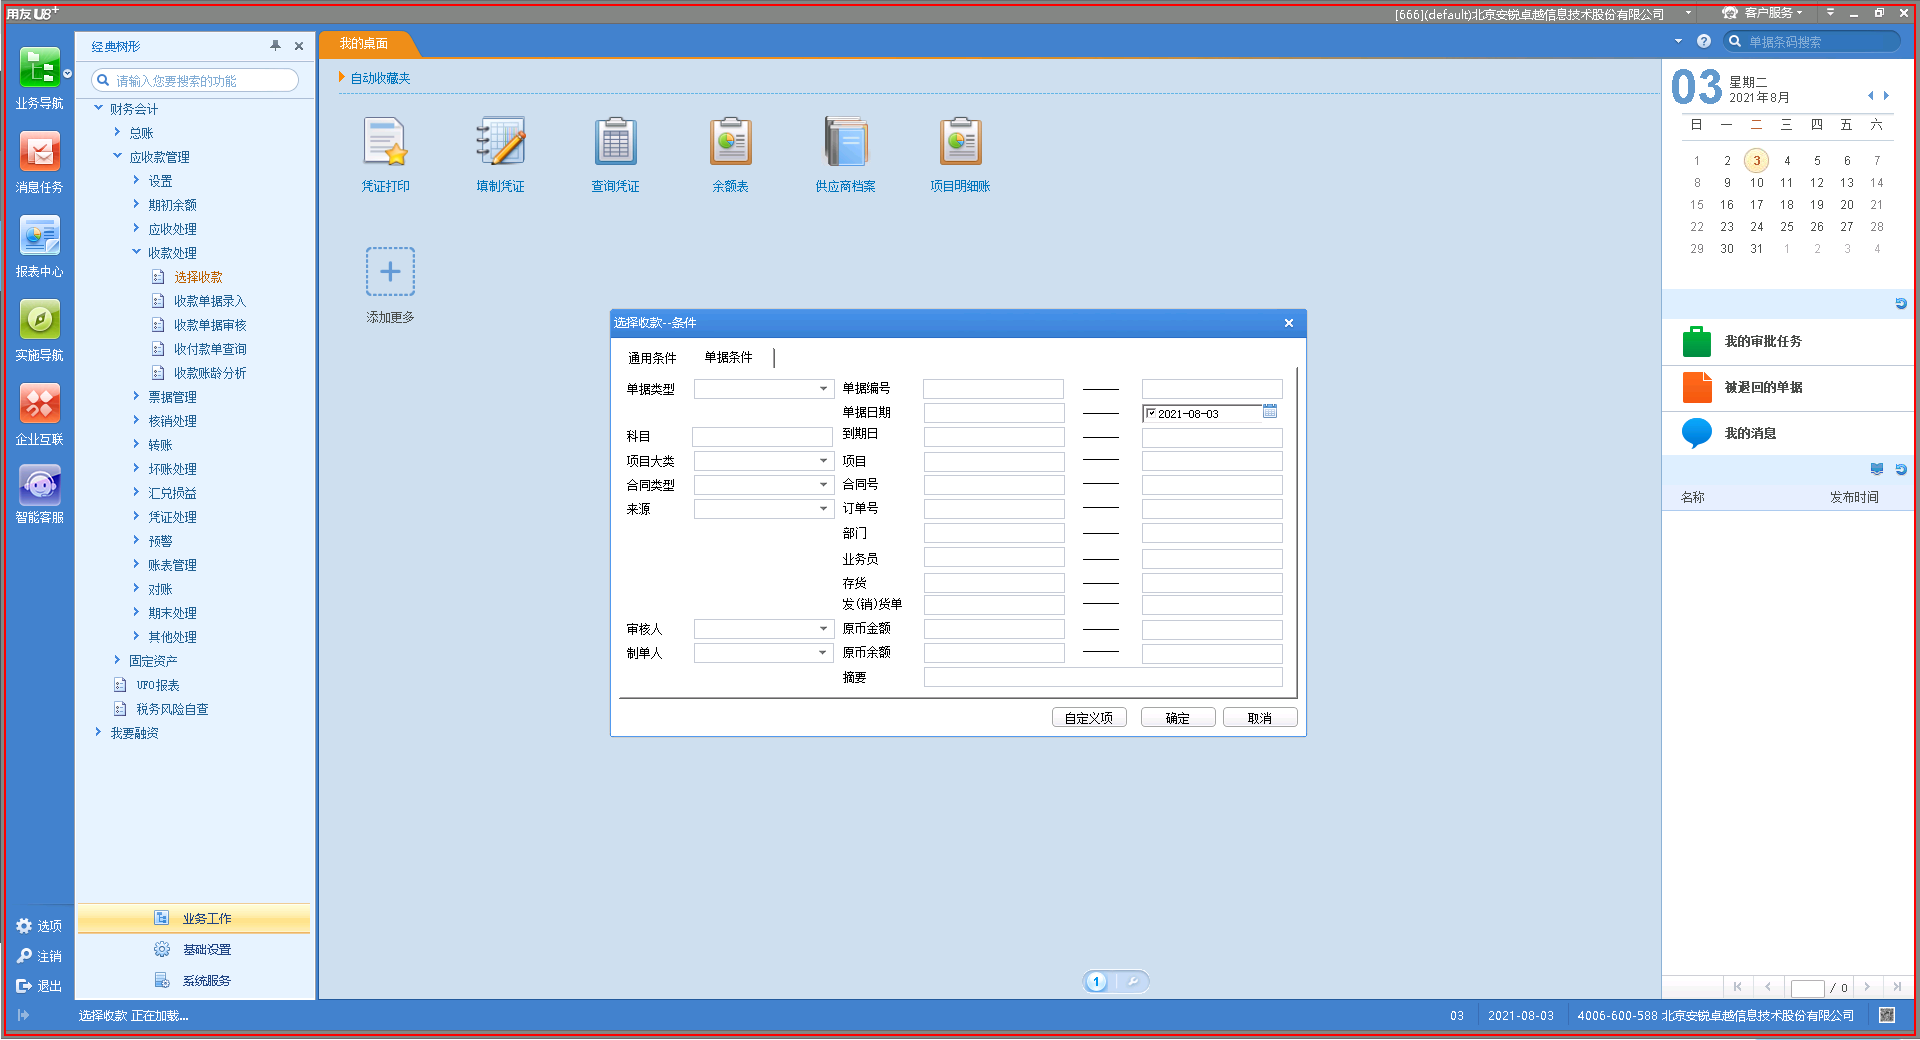 用友U8+
[666](default)北京安锐卓越信息技术股份有限公司
客户服务
经典树形
我的桌面
单据条码搜索
业务导航
消息任务
报表中心
实施导航
企业互联
智能客服
选项
注销
退出
请输入您要搜索的功能
财务会计
总账
应收款管理
设置
期初余额
应收处理
收款处理
选择收款
收款单据录入
收款单据审核
收付款单查询
收款账龄分析
票据管理
核销处理
转账
坏账处理
汇兑损益
凭证处理
预警
账表管理
对账
期末处理
其他处理
固定资产
UFO报表
税务风险自查
我要融资
业务工作
基础设置
系统服务
自动收藏夹
凭证打印 填制凭证 查询凭证 余额表 供应商档案 项目明细账
添加更多
选择收款--条件
通用条件 单据条件
单据类型 单据编号
单据日期 2021-08-03
科目 到期日
项目大类 项目
合同类型 合同号
来源 订单号
部门
业务员
存货
发(销)货单
审核人 原币金额
制单人 原币余额
摘要
自定义项 确定 取消
1
03 星期二
2021年8月
日 一 二 三 四 五 六
1 2 3 4 5 6 7
8 9 10 11 12 13 14
15 16 17 18 19 20 21
22 23 24 25 26 27 28
29 30 31 1 2 3 4
我的审批任务
被退回的单据
我的消息
名称 发布时间
/ 0
选择收款 正在加载...
03 2021-08-03 4006-600-588 北京安锐卓越信息技术股份有限公司